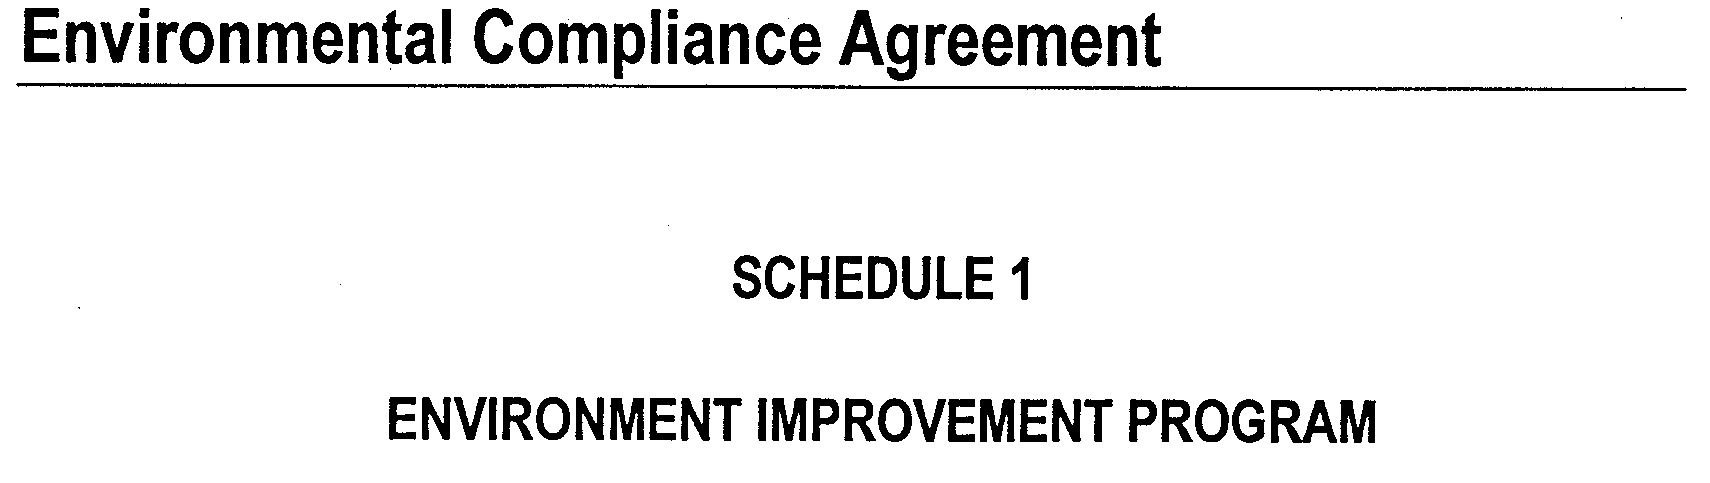 Environmental Compliance Agreement
SCHEDULE 1
ENVIRONMENT IMPROVEMENT PROGRAM